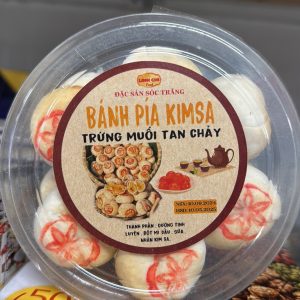 ĐẶC SẢN SÓC TRĂNG
BÁNH PÍA KIMSA
TRỨNG MUỐI TAN CHẢY
THÀNH PHẦN : ĐƯỜNG TINH
LUYỆN , BỘT MÌ DẦU , SỮA ,
NHÂN KIM SA,